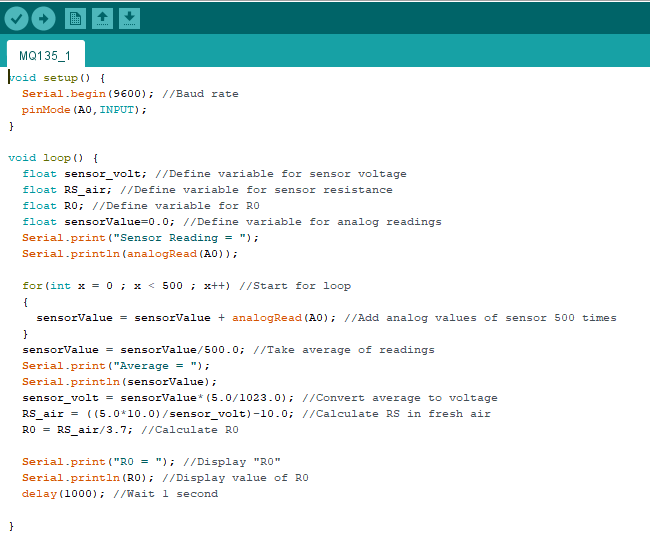 MQ135_1
void setup() {
  Serial.begin(9600); //Baud rate
  pinMode(A0,INPUT);
}

void loop() {
  float sensor_volt; //Define variable for sensor voltage
  float RS_air; //Define variable for sensor resistance
  float R0; //Define variable for R0
  float sensorValue=0.0; //Define variable for analog readings
  Serial.print("Sensor Reading = ");
  Serial.println(analogRead(A0));

  for(int x = 0 ; x < 500 ; x++) //Start for loop
  {
    sensorValue = sensorValue + analogRead(A0); //Add analog values of sensor 500 times
  }
  sensorValue = sensorValue/500.0; //Take average of readings
  Serial.print("Average = ");
  Serial.println(sensorValue);
  sensor_volt = sensorValue*(5.0/1023.0); //Convert average to voltage
  RS_air = ((5.0*10.0)/sensor_volt)-10.0; //Calculate RS in fresh air
  R0 = RS_air/3.7; //Calculate R0

  Serial.print("R0 = "); //Display "R0"
  Serial.println(R0); //Display value of R0
  delay(1000); //Wait 1 second

}